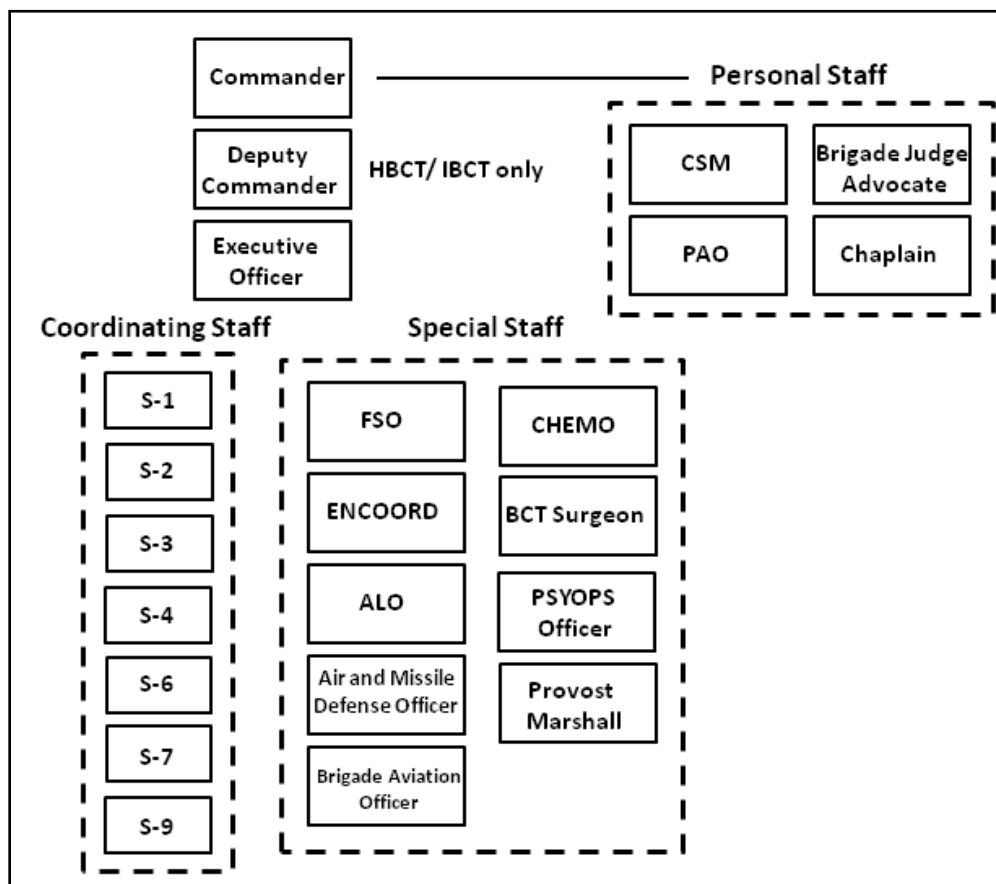 Commander
Personal Staff
Deputy
Commander
HBCT/ IBCT only
Executive
Officer
CSM
Brigade Judge
Advocate
PAO
Chaplain
Coordinating Staff
S-1
S-2
S-3
S-4
S-6
S-7
S-9
Special Staff
FSO
ENCOORD
ALO
Air and Missile
Defense Officer
Brigade Aviation
Officer
CHEMO
BCT Surgeon
PSYOPS
Officer
Provost
Marshall